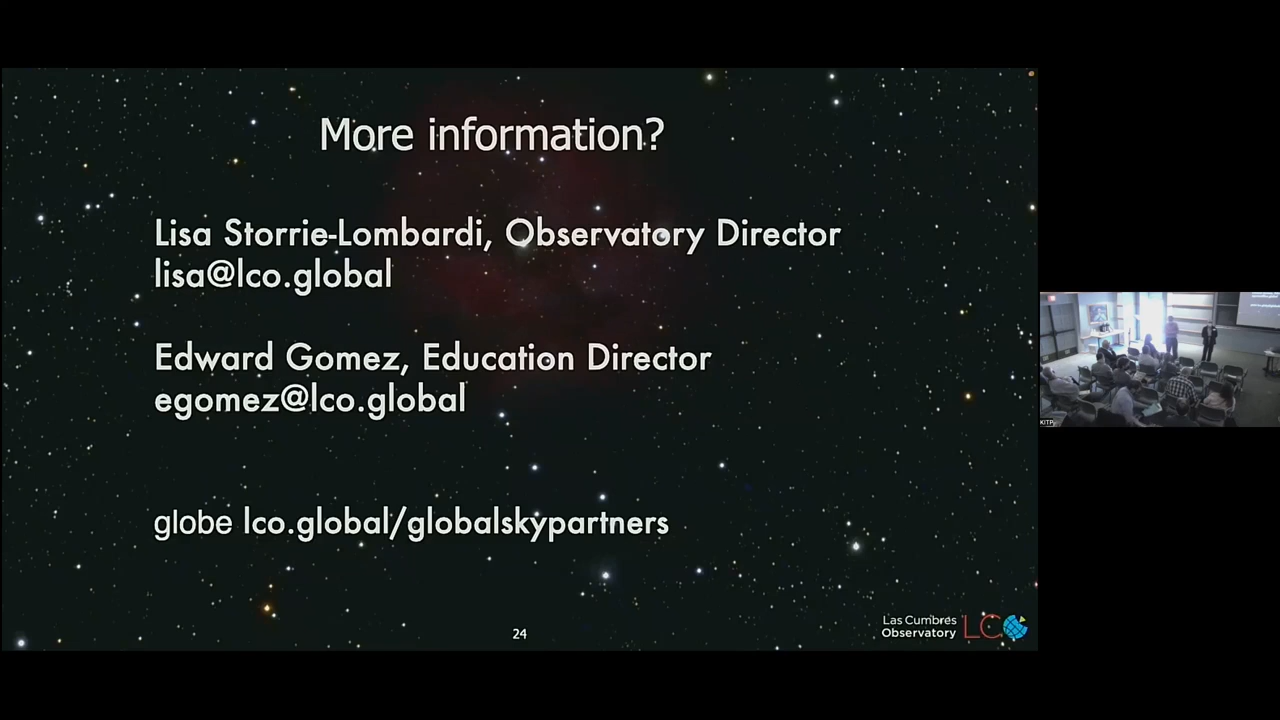 More information?
Lisa Storrie-Lombardi, Observatory Director
lisa@lco.global
Edward Gomez, Education Director
egomez@lco.global
globe lco.global/globalskypartners
24
Las Cumbres
Observatory
LCO
KITP